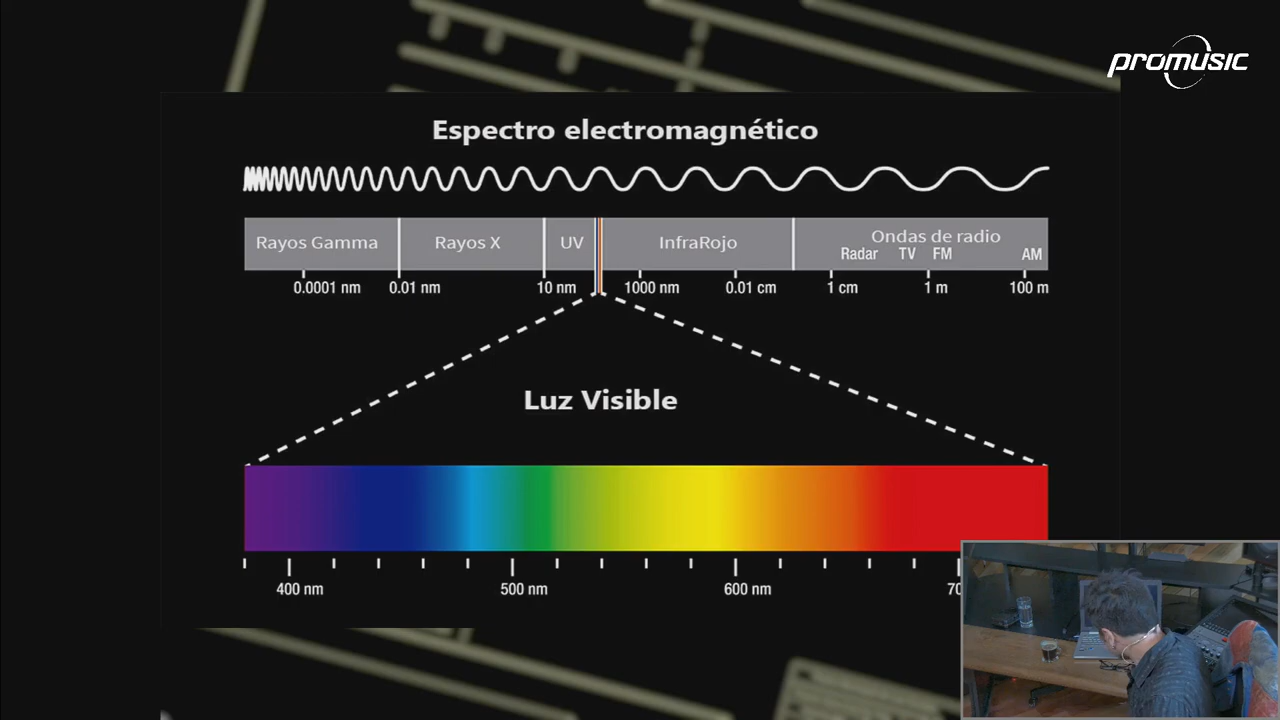 promusic
Espectro electromagnético
Rayos Gamma
Rayos X
UV
InfraRojo
Ondas de radio
Radar TV FM AM
0.0001 nm 0.01 nm 10 nm 1000 nm 0.01 cm 1 cm 1 m 100 m
Luz Visible
400 nm 500 nm 600 nm